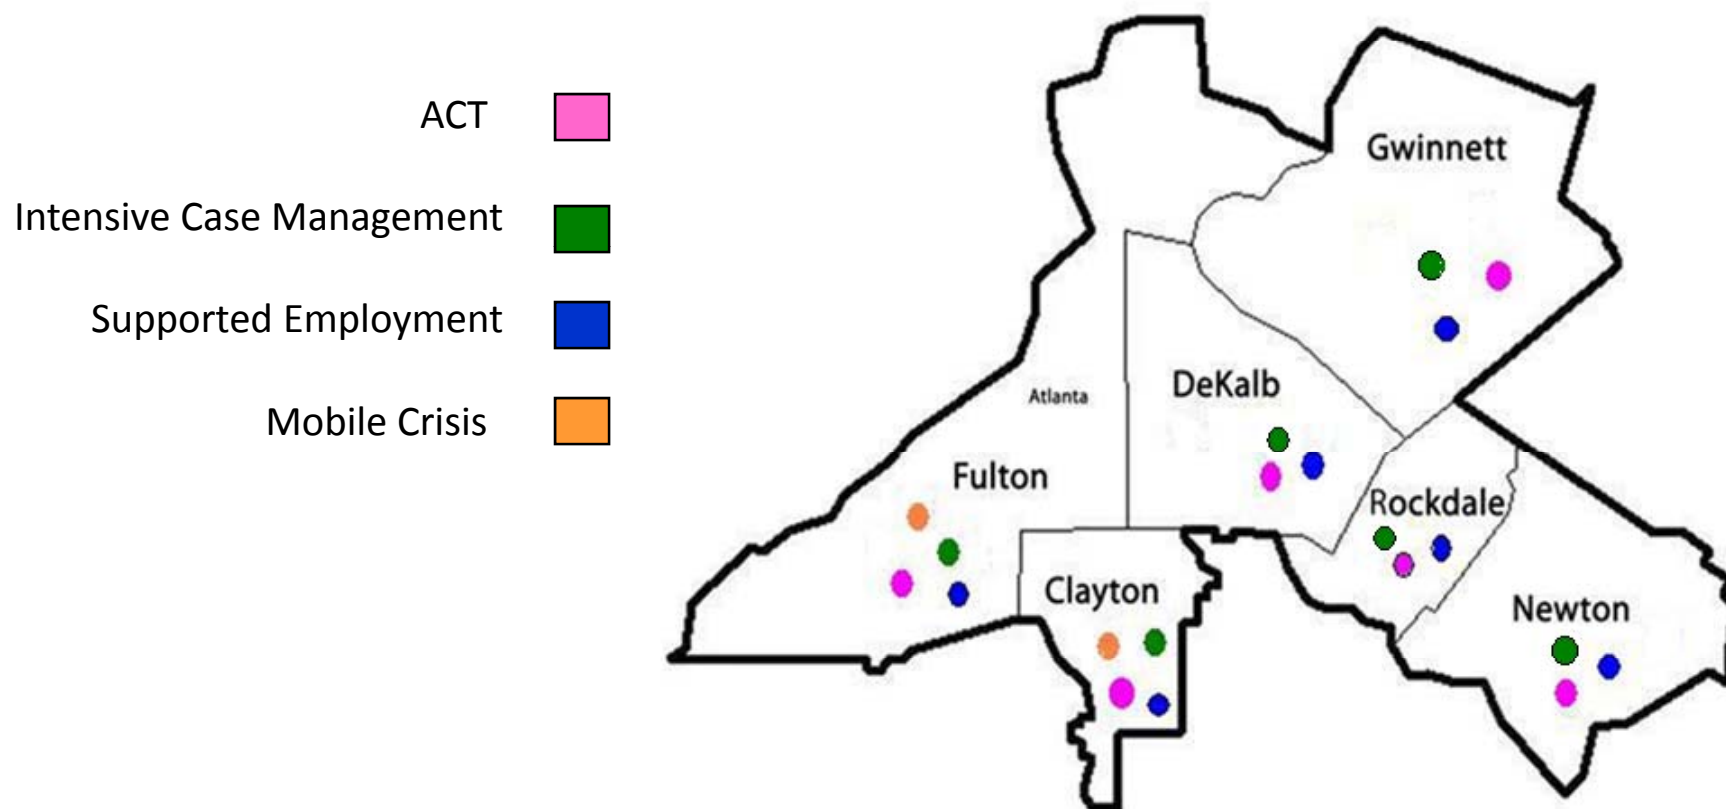 ACT
Intensive Case Management
Supported Employment
Mobile Crisis
Gwinnett
DeKalb
Atlanta
Fulton
Rockdale
Clayton
Newton